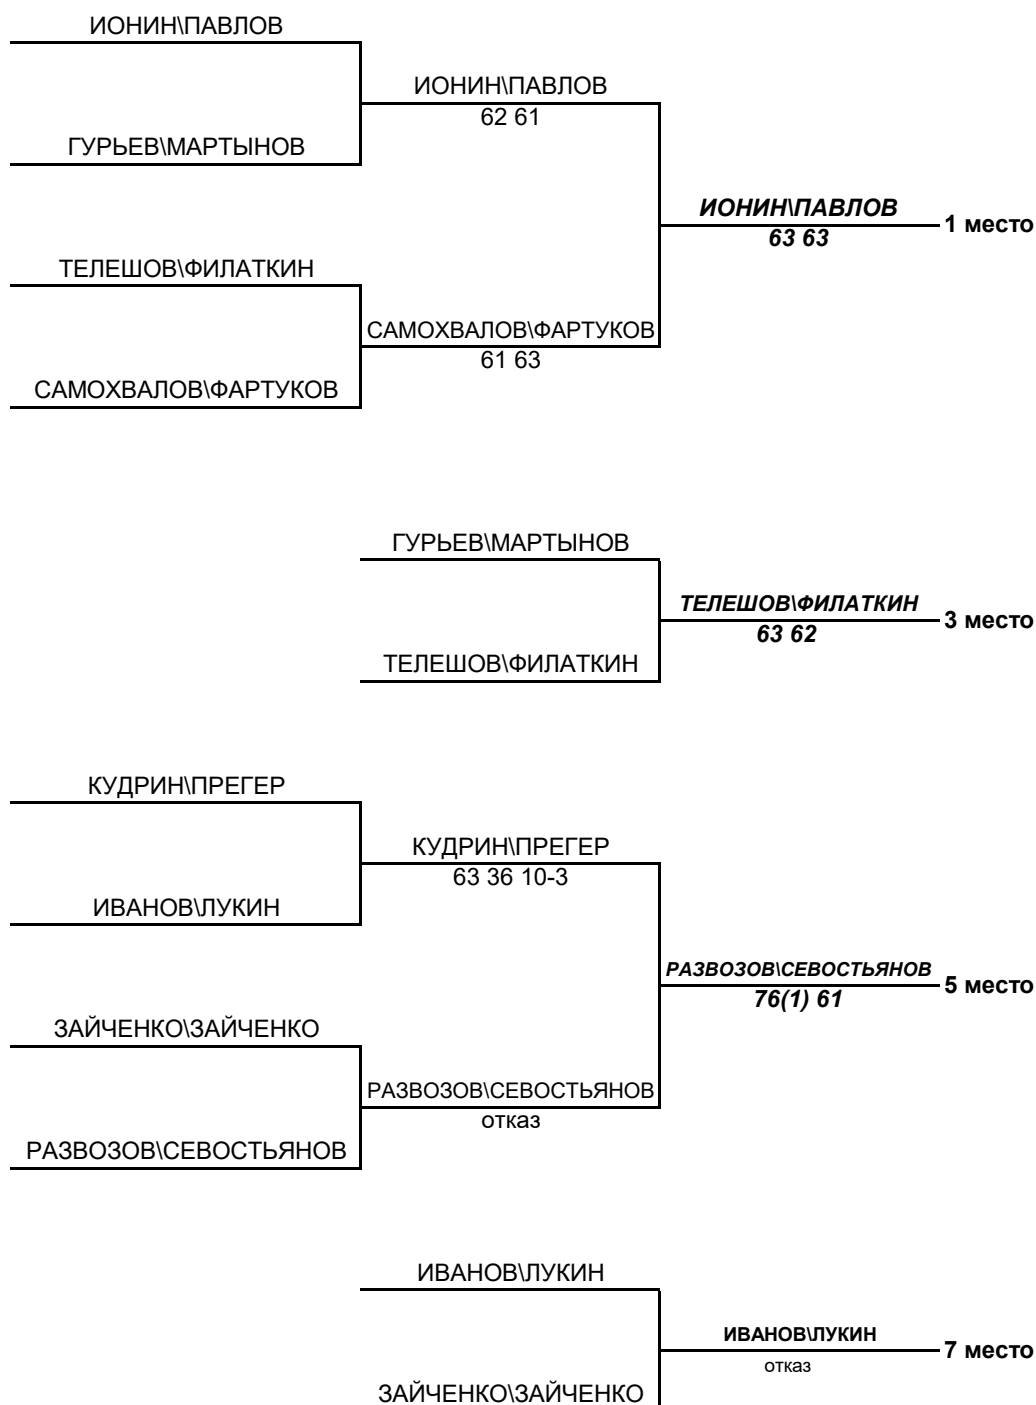 ИОНИН\ПАВЛОВ
ИОНИН\ПАВЛОВ
62 61
ГУРЬЕВ\МАРТЫНОВ
ИОНИН\ПАВЛОВ
1 место
63 63
ТЕЛЕШОВ\ФИЛАТКИН
САМОХВАЛОВ\ФАРТУКОВ
61 63
САМОХВАЛОВ\ФАРТУКОВ
ГУРЬЕВ\МАРТЫНОВ
ТЕЛЕШОВ\ФИЛАТКИН
3 место
63 62
ТЕЛЕШОВ\ФИЛАТКИН
КУДРИН\ПРЕГЕР
КУДРИН\ПРЕГЕР
63 36 10-3
ИВАНОВ\ЛУКИН
РАЗВОЗОВ\СЕВОСТЬЯНОВ
5 место
76(1) 61
ЗАЙЧЕНКО\ЗАЙЧЕНКО
РАЗВОЗОВ\СЕВОСТЬЯНОВ
отказ
РАЗВОЗОВ\СЕВОСТЬЯНОВ
ИВАНОВ\ЛУКИН
ИВАНОВ\ЛУКИН
7 место
отказ
ЗАЙЧЕНКО\ЗАЙЧЕНКО